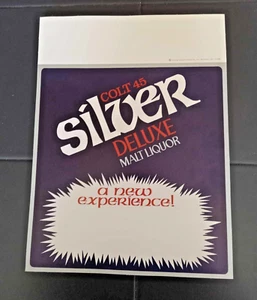 COLT 45
SILVER
DELUXE
MALT LIQUOR
a new
experience!